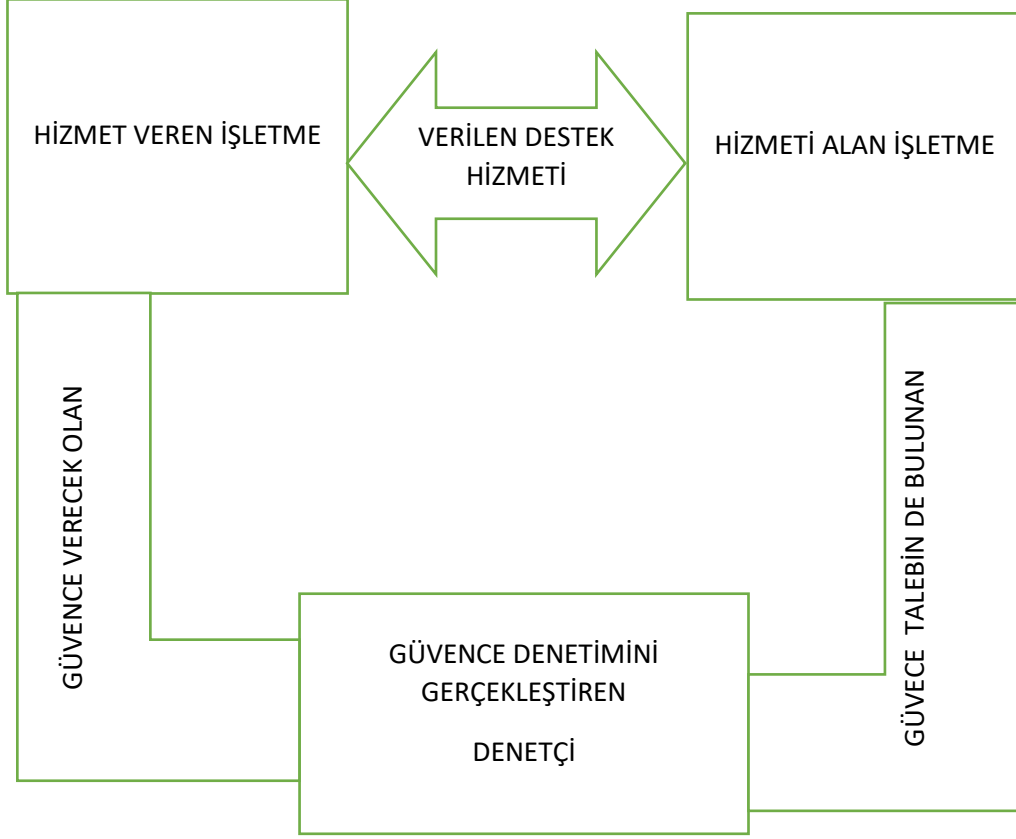 HİZMET VEREN İŞLETME
VERİLEN DESTEK
HİZMETİ
HİZMETİ ALAN İŞLETME
GÜVENCE VERECEK OLAN
GÜVENCE DENETİMİNİ
GERÇEKLEŞTİREN
DENETÇİ
GÜVECE  TALEBİN DE BULUNAN